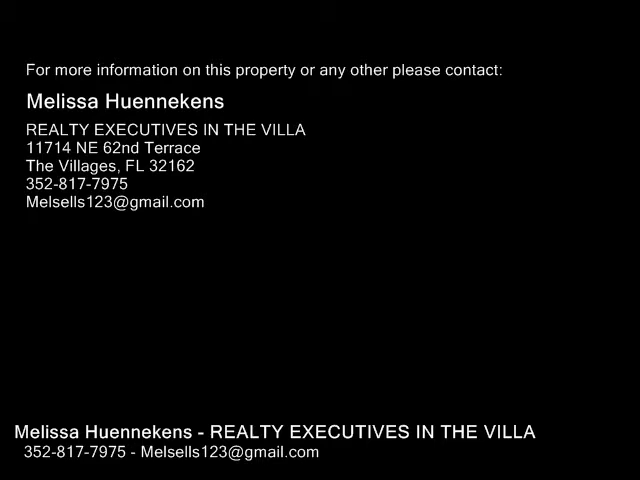 For more information on this property or any other please contact:
Melissa Huennekens
REALTY EXECUTIVES IN THE VILLA
11714 NE 62nd Terrace
The Villages, FL 32162
352-817-7975
Melsells123@gmail.com
Melissa Huennekens - REALTY EXECUTIVES IN THE VILLA
352-817-7975 - Melsells123@gmail.com